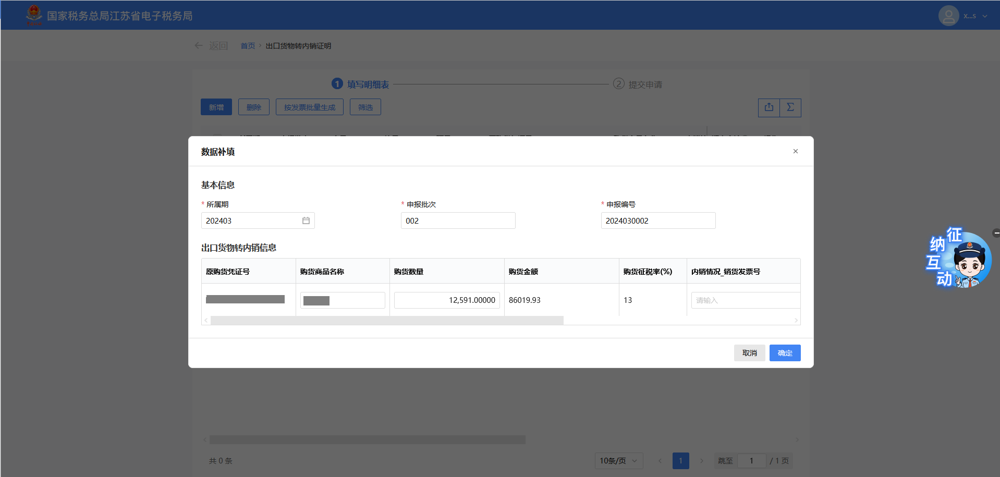 国家税务总局江苏省电子税务局
x...s
返回 首页 出口货物转内销证明
1 填写明细表 2 提交申请
新增 删除 按发票批量生成 筛选
数据补填
基本信息
* 所属期 * 申报批次 * 申报编号
202403 002 2024030002
出口货物转内销信息
原购货凭证号 购货商品名称 购货数量 购货金额 购货征税率(%) 内销情况_销货发票号
12,591.00000 86019.93 13 请输入
取消 确定
征纳互动
共 0 条 10条/页 1 跳至 1 / 1 页